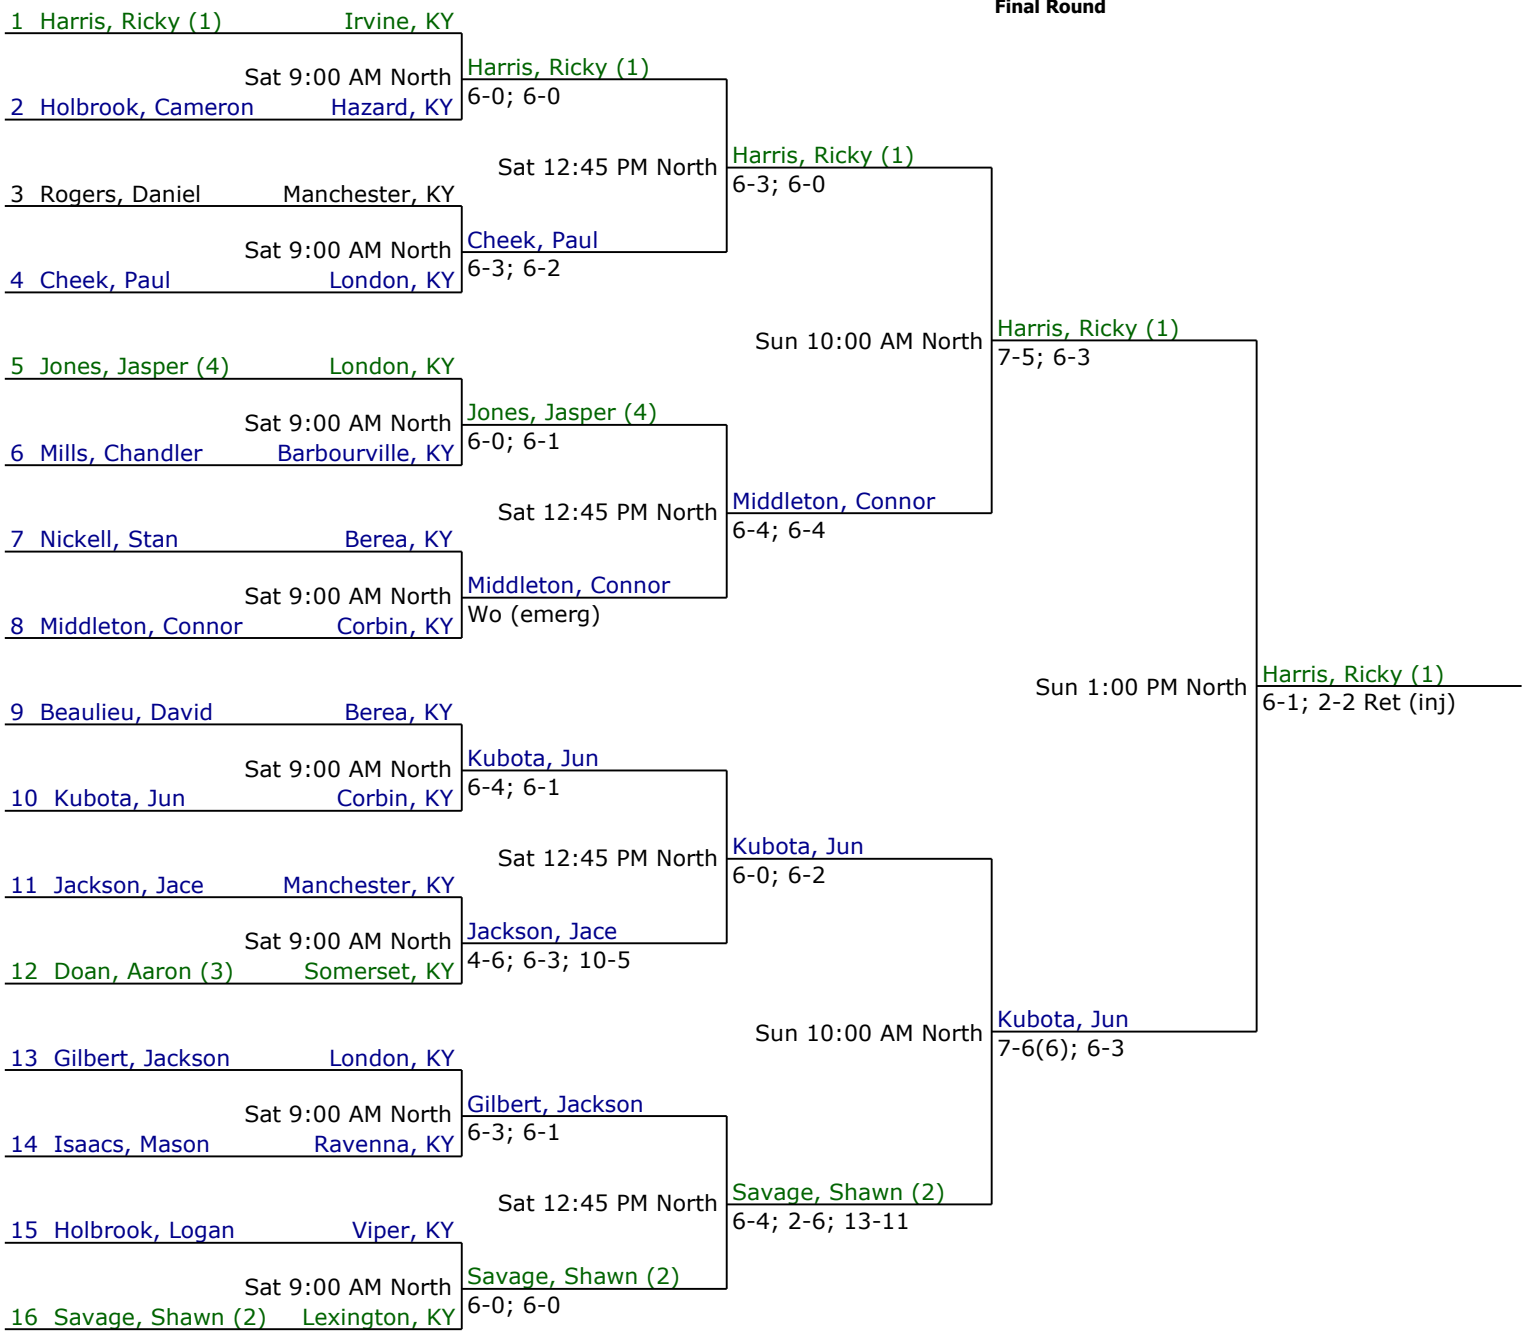 Final Round
1 Harris, Ricky (1) Irvine, KY
Sat 9:00 AM North
2 Holbrook, Cameron Hazard, KY
3 Rogers, Daniel Manchester, KY
Sat 9:00 AM North
4 Cheek, Paul London, KY
5 Jones, Jasper (4) London, KY
Sat 9:00 AM North
6 Mills, Chandler Barbourville, KY
7 Nickell, Stan Berea, KY
Sat 9:00 AM North
8 Middleton, Connor Corbin, KY
9 Beaulieu, David Berea, KY
Sat 9:00 AM North
10 Kubota, Jun Corbin, KY
11 Jackson, Jace Manchester, KY
Sat 9:00 AM North
12 Doan, Aaron (3) Somerset, KY
13 Gilbert, Jackson London, KY
Sat 9:00 AM North
14 Isaacs, Mason Ravenna, KY
15 Holbrook, Logan Viper, KY
Sat 9:00 AM North
16 Savage, Shawn (2) Lexington, KY
Harris, Ricky (1)
6-0; 6-0
Sat 12:45 PM North
Cheek, Paul
6-3; 6-2
Jones, Jasper (4)
6-0; 6-1
Sat 12:45 PM North
Middleton, Connor
Wo (emerg)
Kubota, Jun
6-4; 6-1
Sat 12:45 PM North
Jackson, Jace
4-6; 6-3; 10-5
Gilbert, Jackson
6-3; 6-1
Sat 12:45 PM North
Savage, Shawn (2)
6-0; 6-0
Harris, Ricky (1)
6-3; 6-0
Sun 10:00 AM North
Middleton, Connor
6-4; 6-4
Kubota, Jun
6-0; 6-2
Sun 10:00 AM North
Savage, Shawn (2)
6-4; 2-6; 13-11
Harris, Ricky (1)
7-5; 6-3
Sun 1:00 PM North
Kubota, Jun
7-6(6); 6-3
Harris, Ricky (1)
6-1; 2-2 Ret (inj)